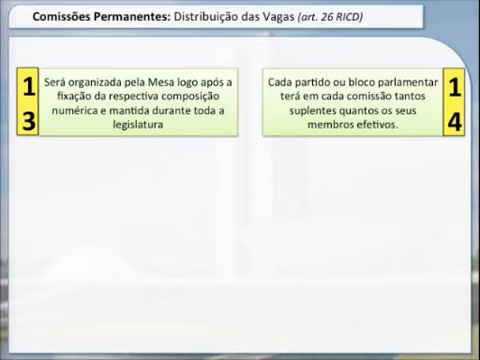 Comissões Permanentes: Distribuição das Vagas (art. 26 RICD)
1
3
Será organizada pela Mesa logo após a
fixação da respectiva composição
numérica e mantida durante toda a
legislatura
Cada partido ou bloco parlamentar
terá em cada comissão tantos
suplentes quantos os seus
membros efetivos.
1
4